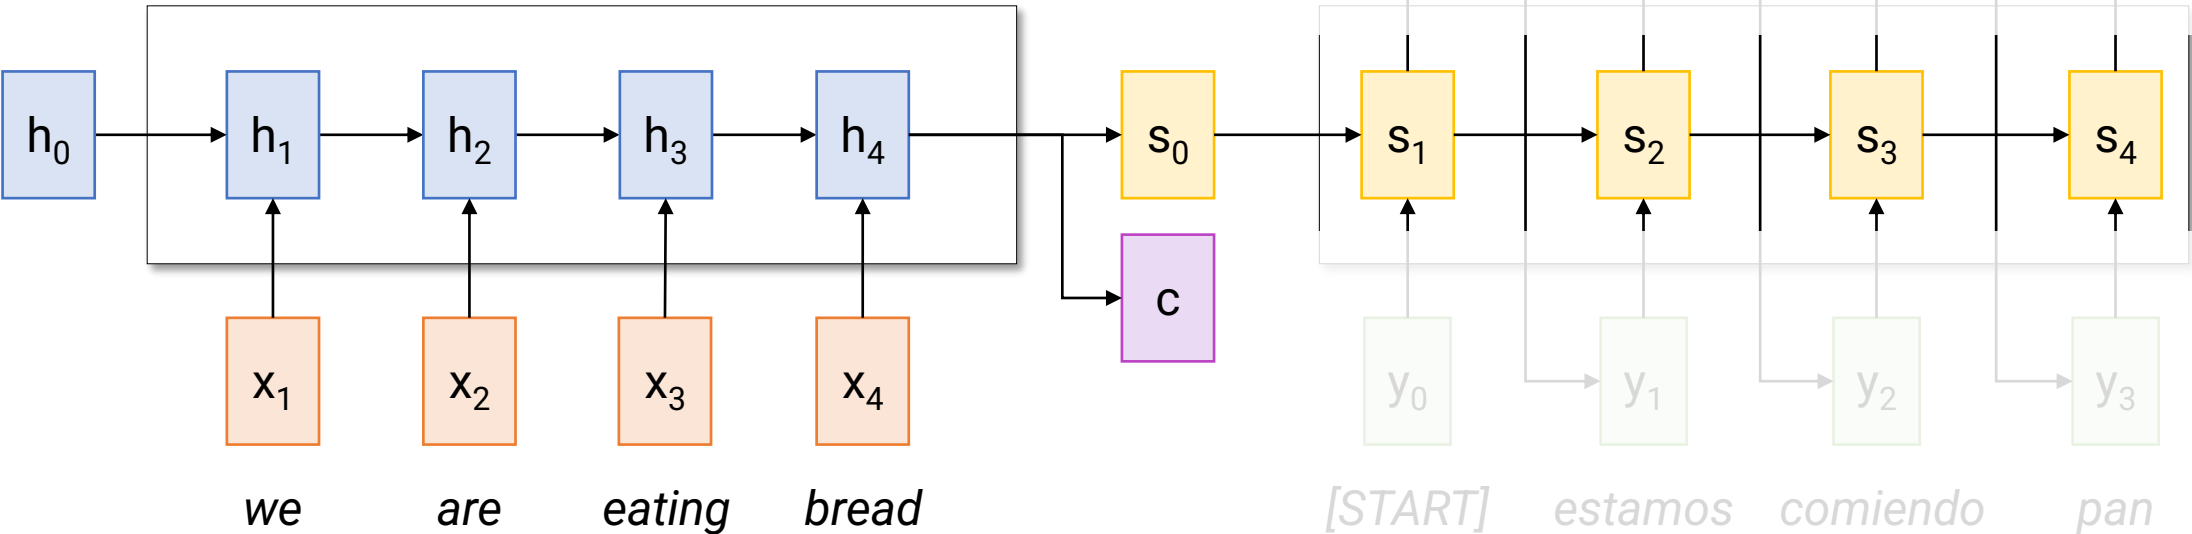 h0 h1 h2 h3 h4 s0 s1 s2 s3 s4
c
x1 x2 x3 x4 y0 y1 y2 y3
we are eating bread [START] estamos comiendo pan